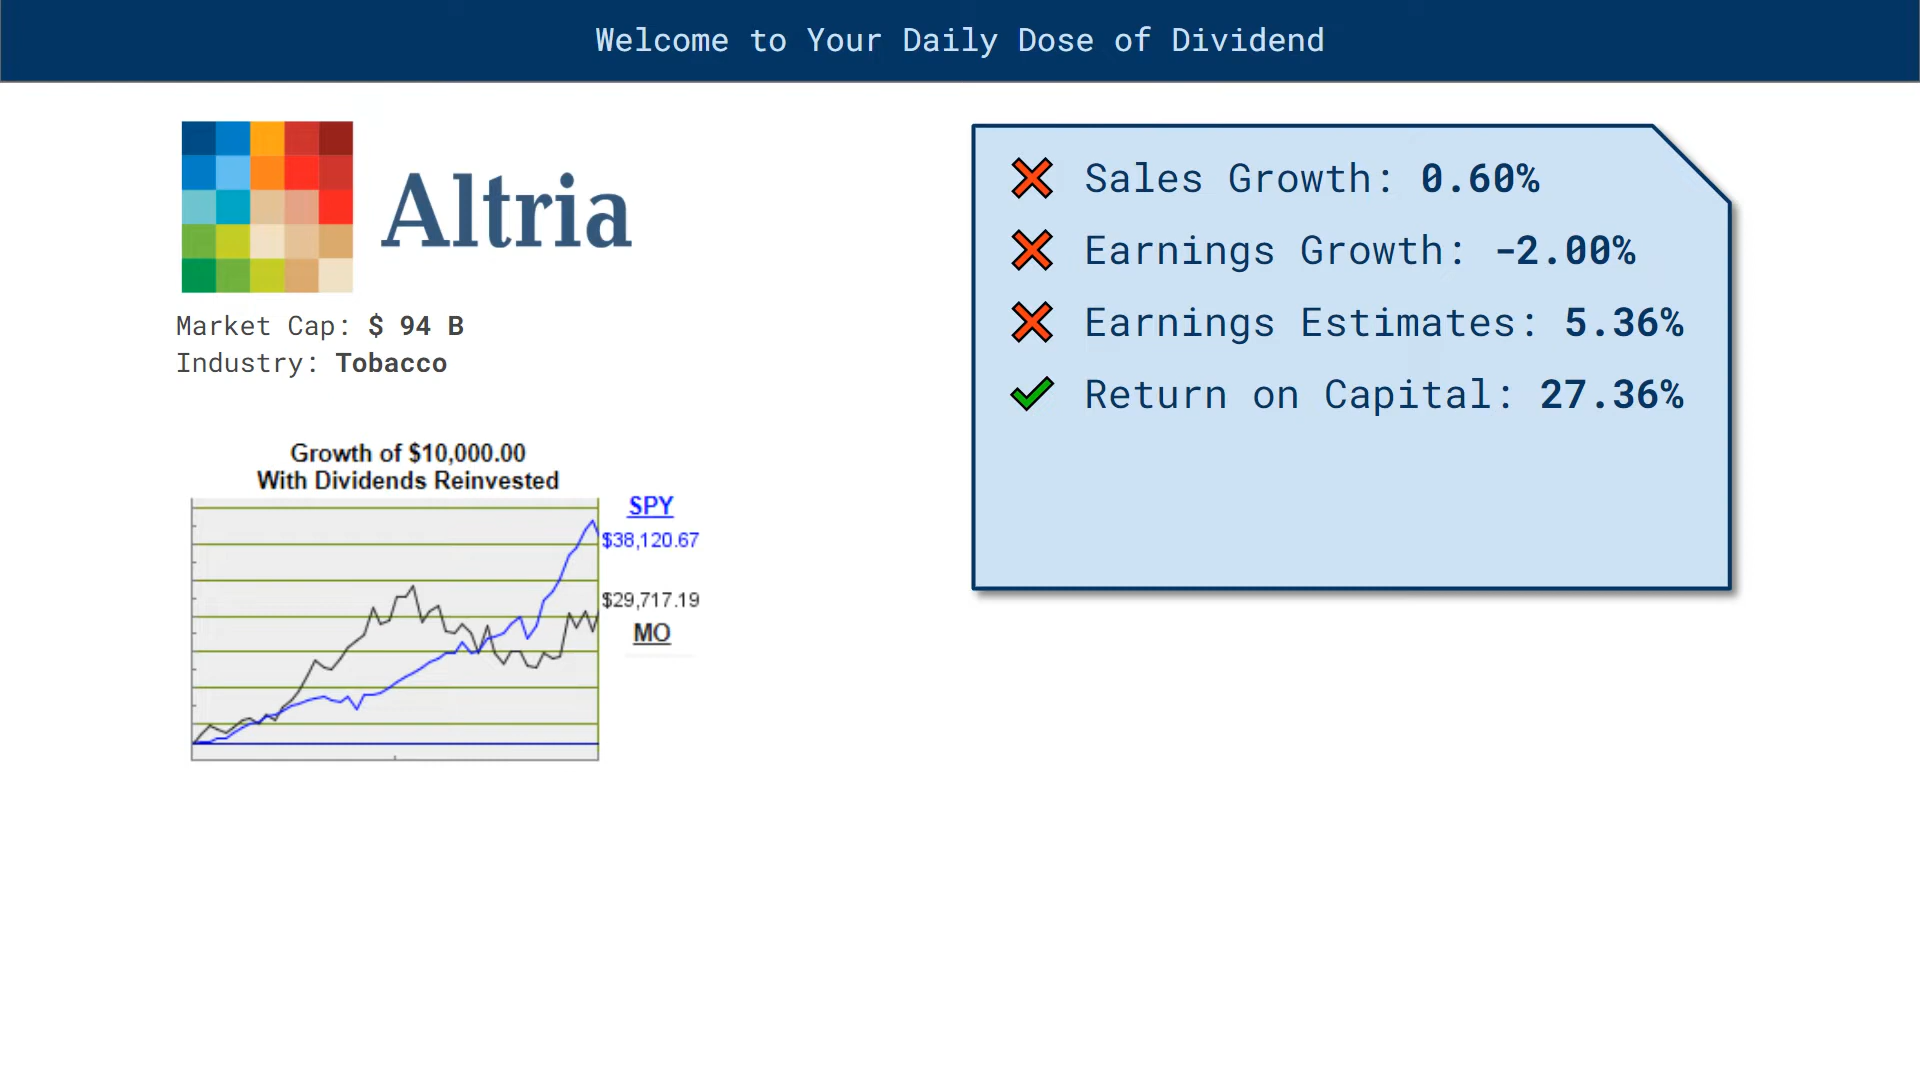 Welcome to Your Daily Dose of Dividend
Altria
Market Cap: $ 94 B
Industry: Tobacco
Growth of $10,000.00
With Dividends Reinvested
SPY
$38,120.67
$29,717.19
MO
Sales Growth: 0.60%
Earnings Growth: -2.00%
Earnings Estimates: 5.36%
Return on Capital: 27.36%